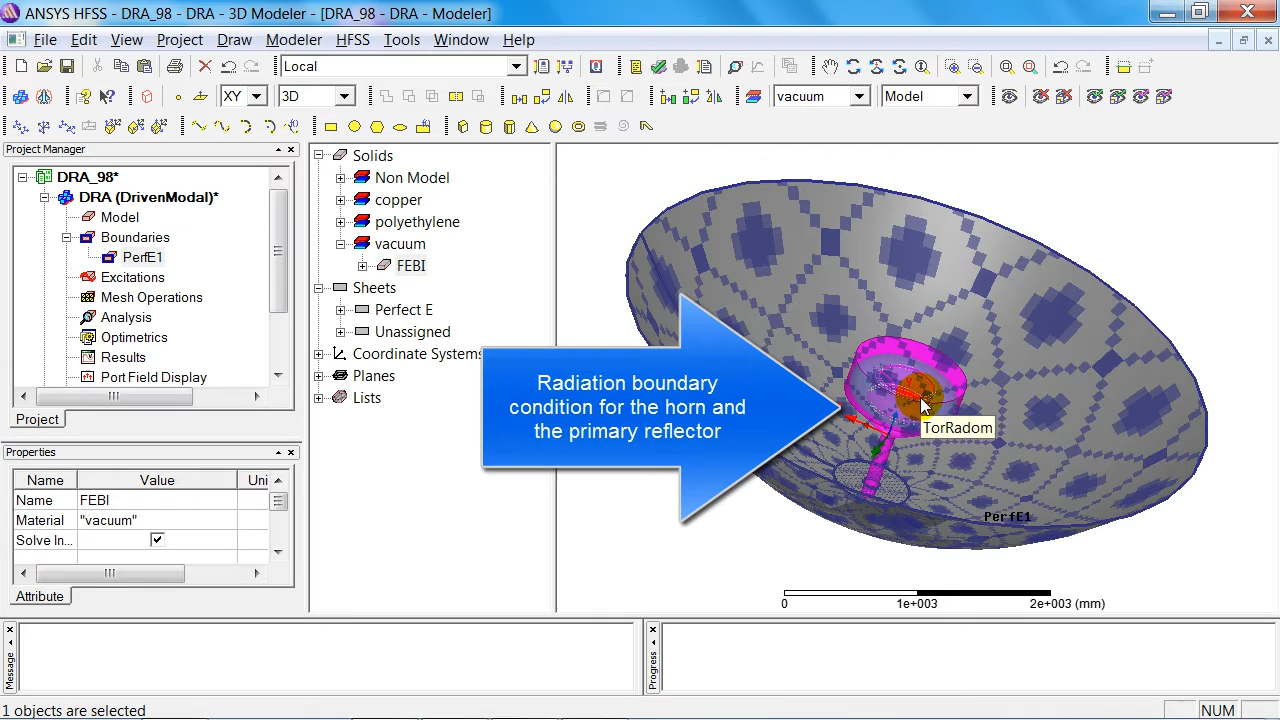 ANSYS HFSS - DRA_98 - DRA - 3D Modeler - [DRA_98 - DRA - Modeler]
File Edit View Project Draw Modeler HFSS Tools Window Help
Local
XY 3D vacuum Model
Project Manager
DRA_98*
DRA (DrivenModal)*
Model
Boundaries
PerfE1
Excitations
Mesh Operations
Analysis
Optimetrics
Results
Port Field Display
Project
Properties
Name Value Uni
Name FEBI
Material "vacuum"
Solve In...
Attribute
Solids
Non Model
copper
polyethylene
vacuum
FEBI
Sheets
Perfect E
Unassigned
Coordinate Systems
Planes
Lists
Radiation boundary
condition for the horn and
the primary reflector
TorRadom
PerfE1
0 1e+003 2e+003 (mm)
Message
Progress
1 objects are selected
NUM